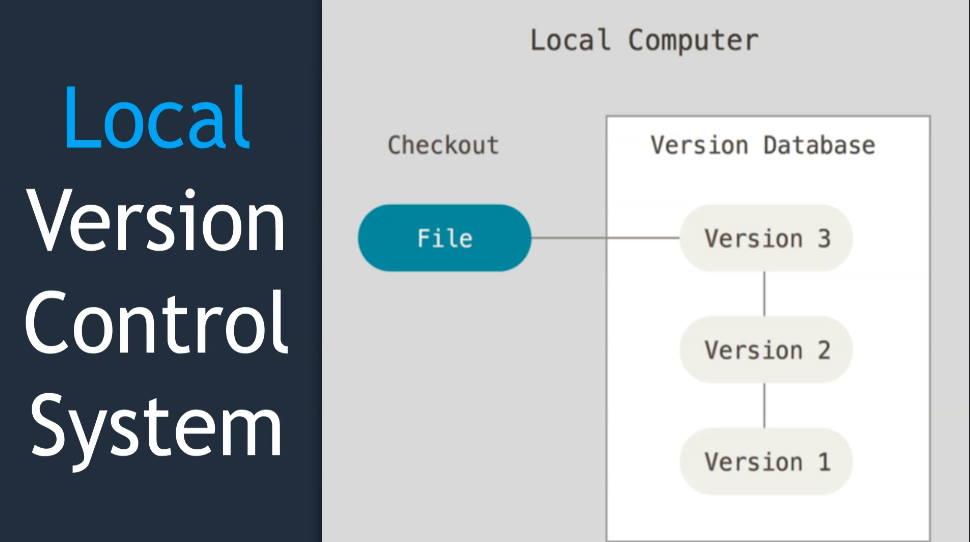 Local
Version
Control
System
Local Computer
Checkout
Version Database
File
Version 3
Version 2
Version 1